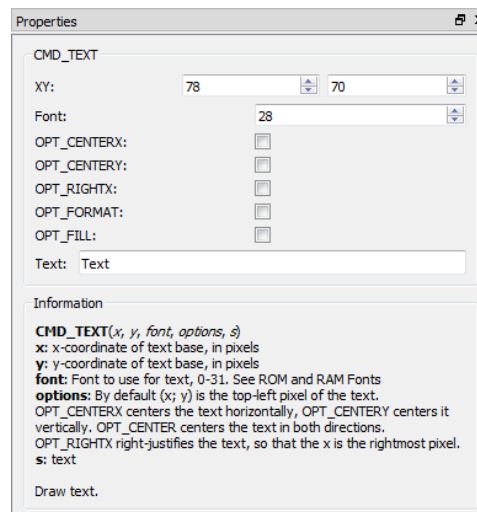 Properties
CMD_TEXT
XY: 78 70
Font: 28
OPT_CENTERX:
OPT_CENTERY:
OPT_RIGHTX:
OPT_FORMAT:
OPT_FILL:
Text: Text
Information
CMD_TEXT(x, y, font, options, s)
x: x-coordinate of text base, in pixels
y: y-coordinate of text base, in pixels
font: Font to use for text, 0-31. See ROM and RAM Fonts
options: By default (x; y) is the top-left pixel of the text.
OPT_CENTERX centers the text horizontally, OPT_CENTERY centers it
vertically. OPT_CENTER centers the text in both directions.
OPT_RIGHTX right-justifies the text, so that the x is the rightmost pixel.
s: text
Draw text.